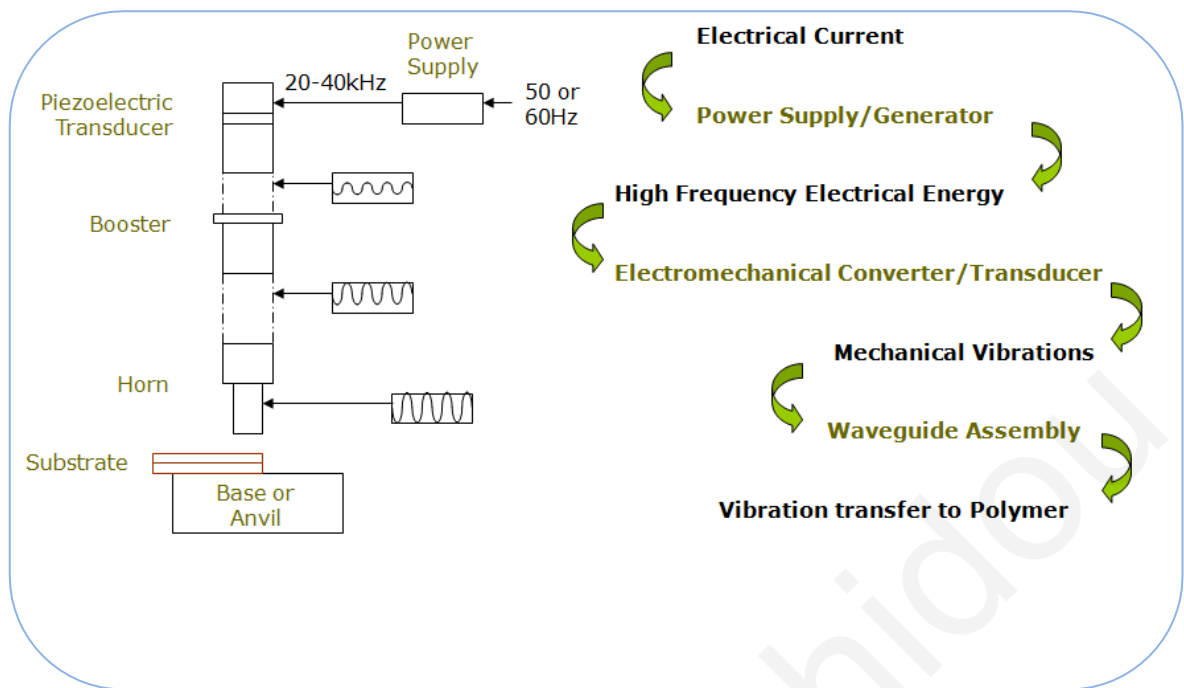 Electrical Current
Power
Supply
20-40kHz
50 or
60Hz
Piezoelectric
Transducer
Power Supply/Generator
High Frequency Electrical Energy
Booster
Electromechanical Converter/Transducer
Mechanical Vibrations
Horn
Waveguide Assembly
Substrate
Base or
Anvil
Vibration transfer to Polymer
hidou